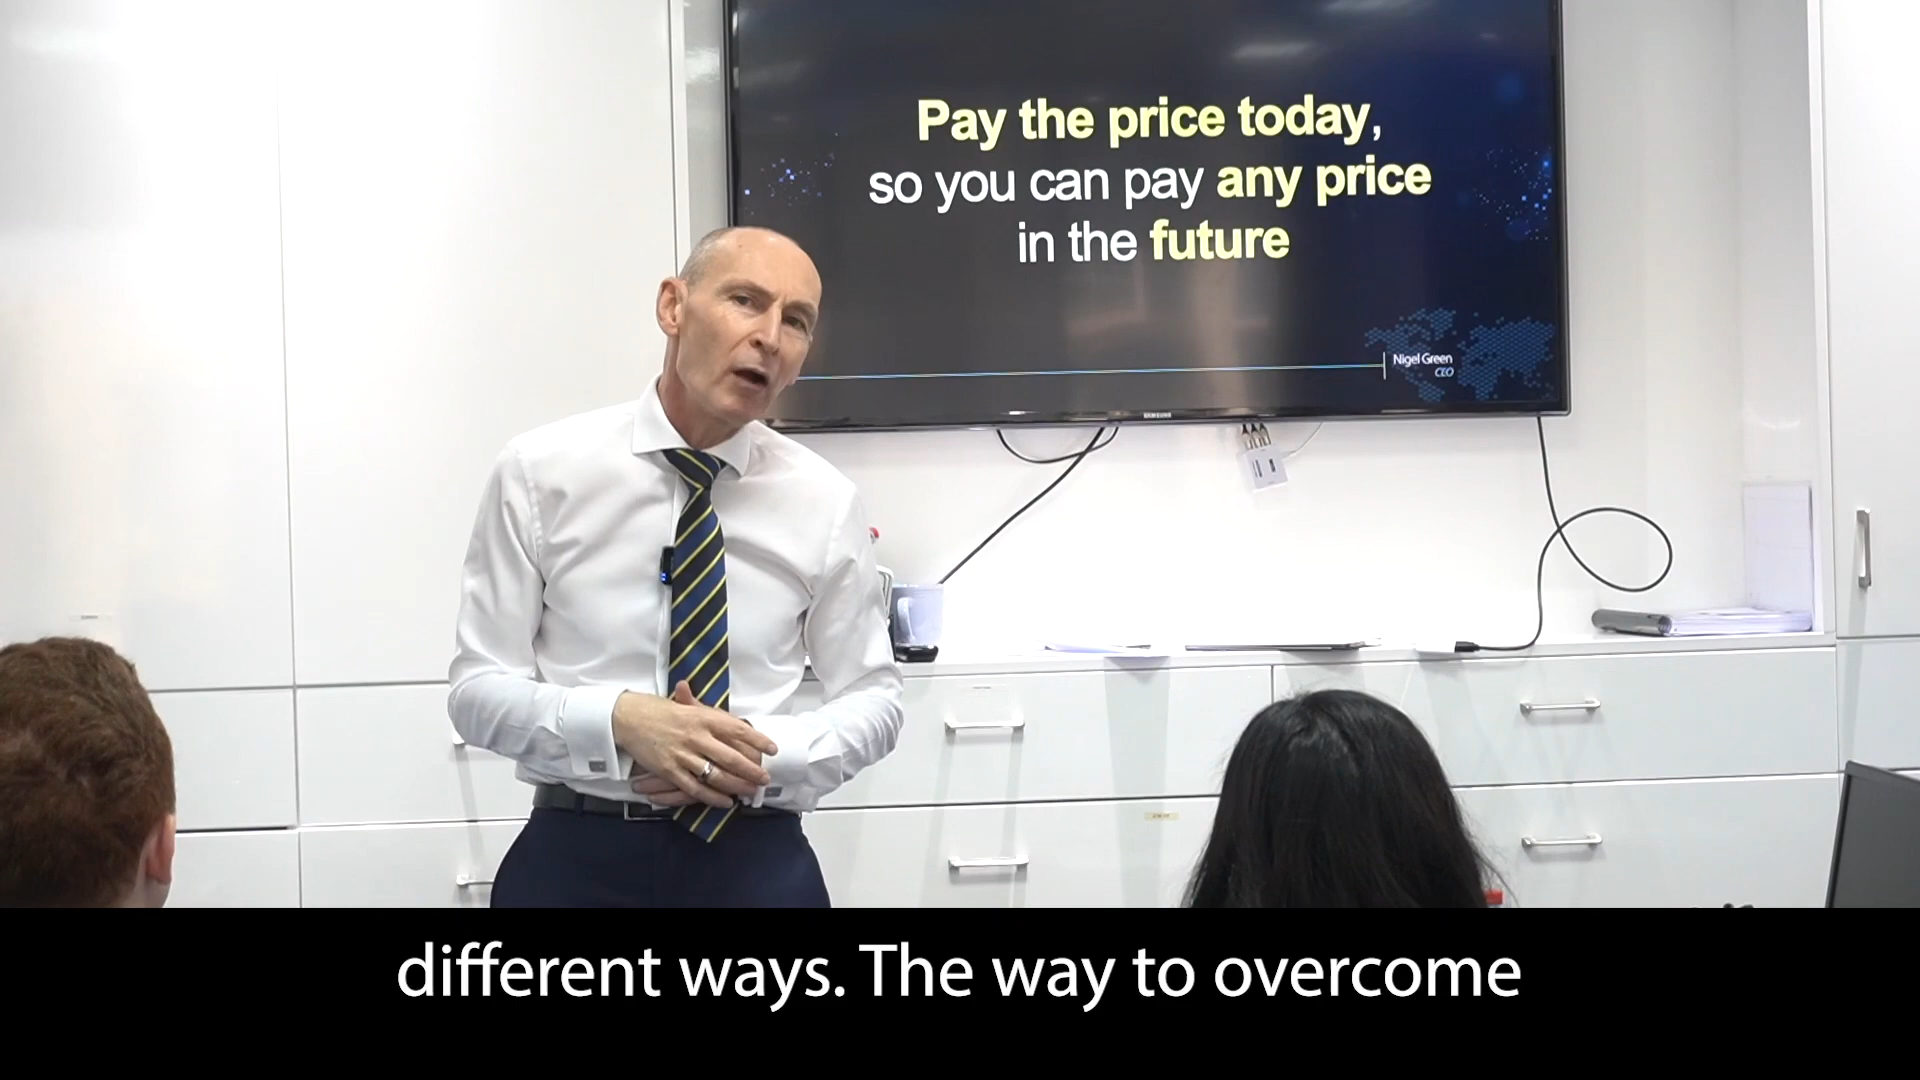 Pay the price today,
so you can pay any price
in the future
Nigel Green
CEO
SAMSUNG
different ways. The way to overcome